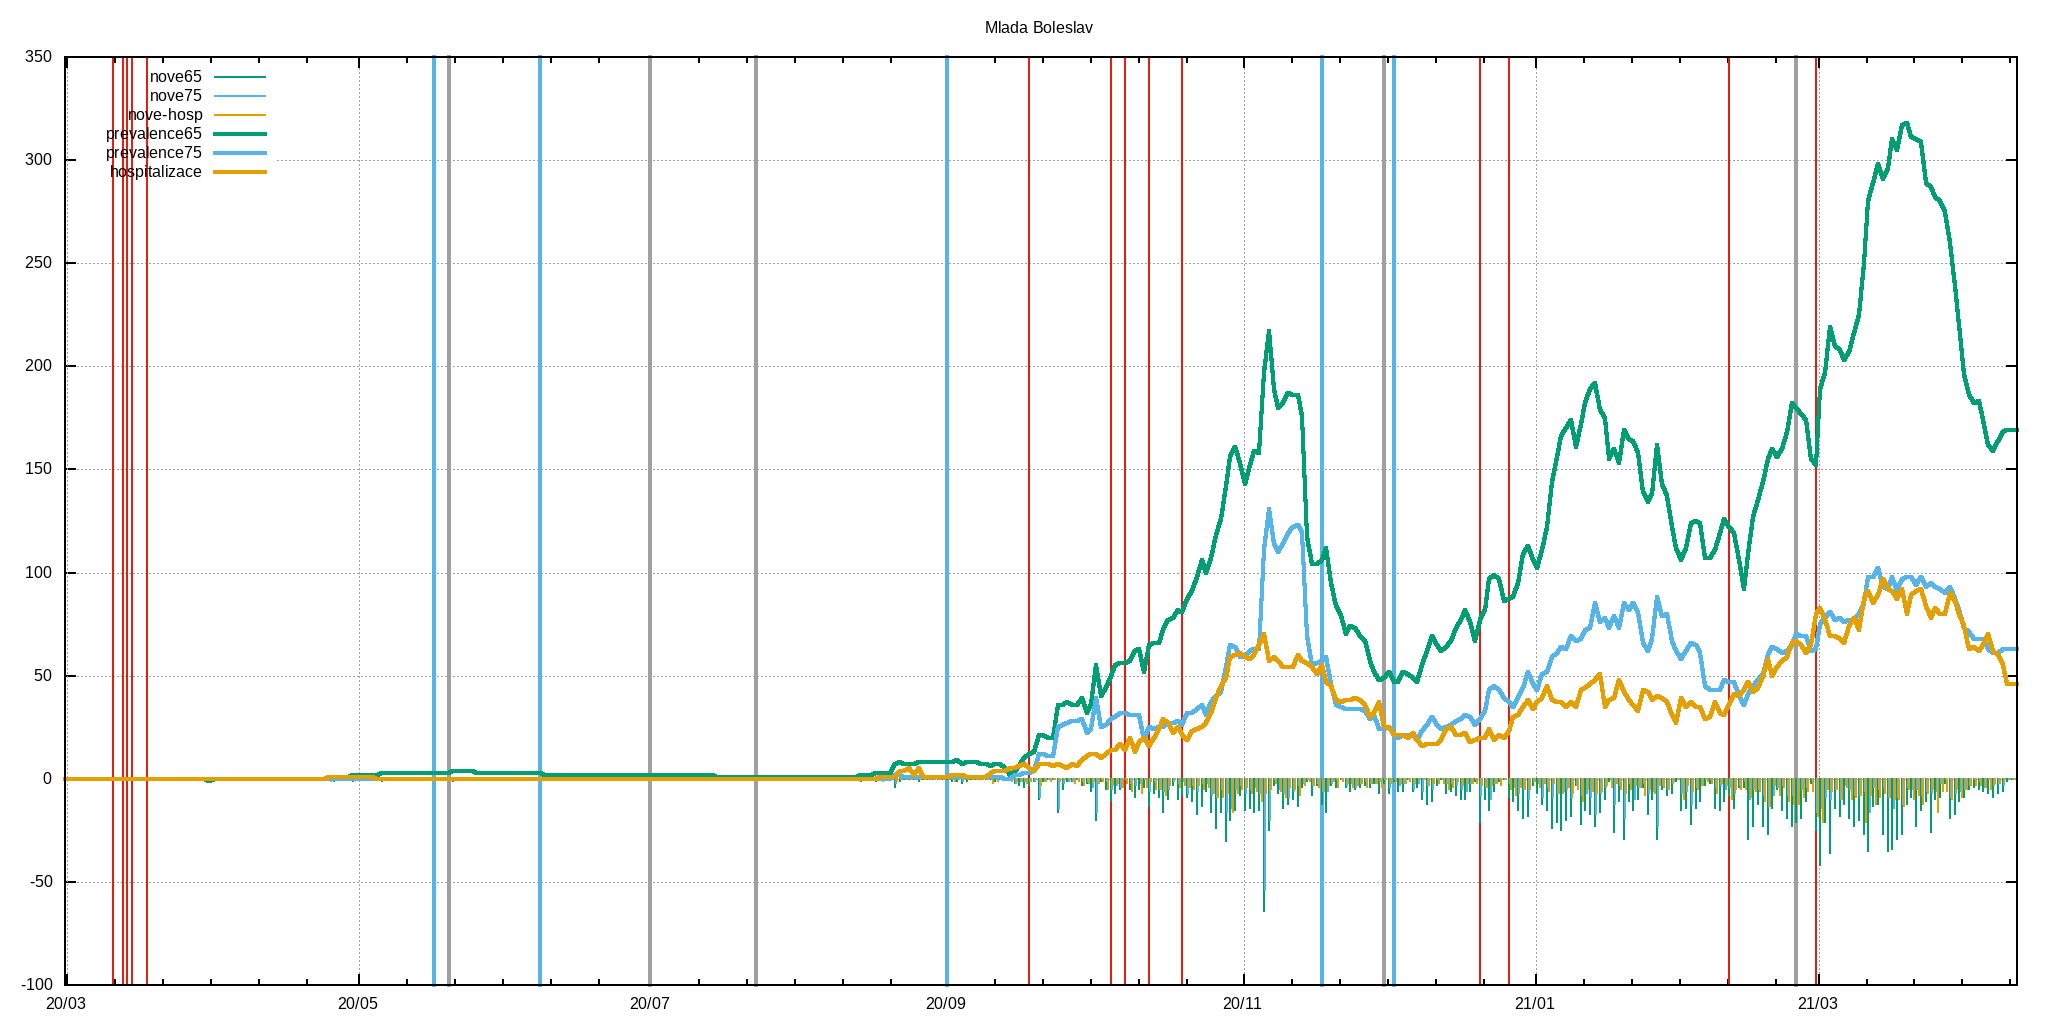 Mlada Boleslav
350
nove65
nove75
nove-hosp
prevalence65
prevalence75
hospitalizace
300
250
200
150
100
50
0
-50
-100
20/03 20/05 20/07 20/09 20/11 21/01 21/03